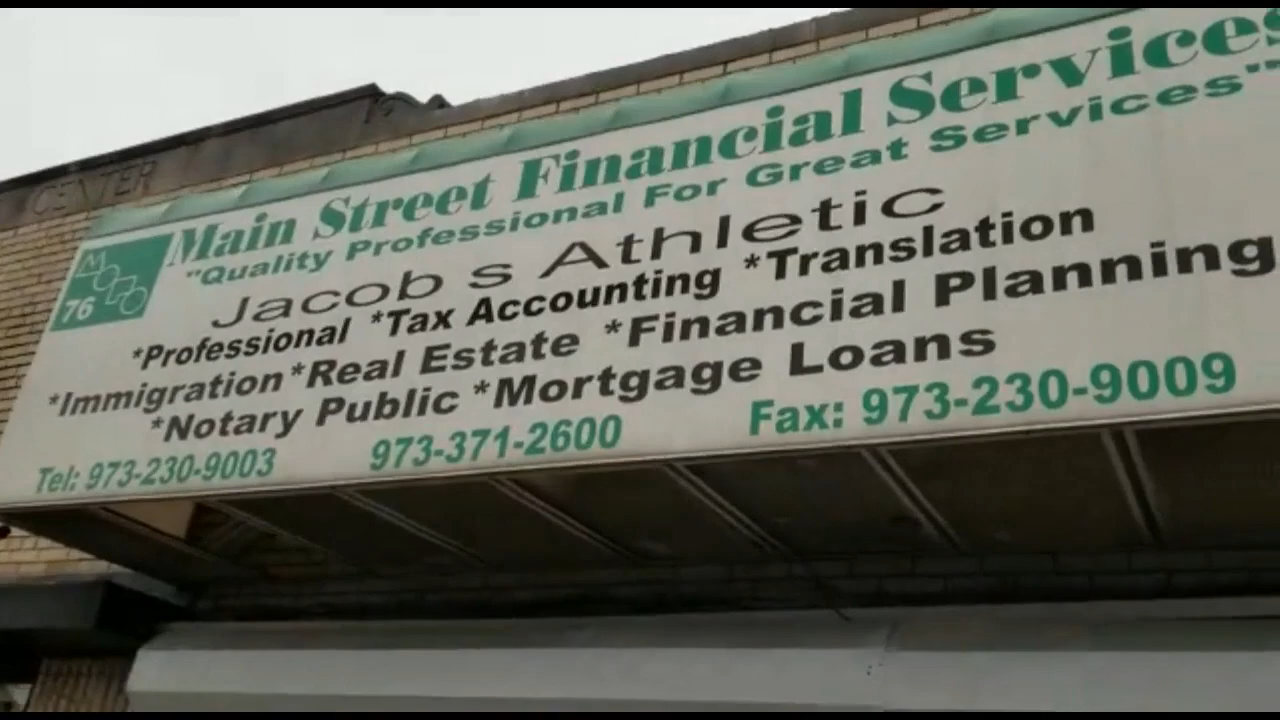 CENTER
Main Street Financial Services
"Quality Professional For Great Services"
Jacob s Athletic
*Professional *Tax Accounting *Translation
*Immigration *Real Estate *Financial Planning
*Notary Public *Mortgage Loans
Tel: 973-230-9003 973-371-2600 Fax: 973-230-9009
76